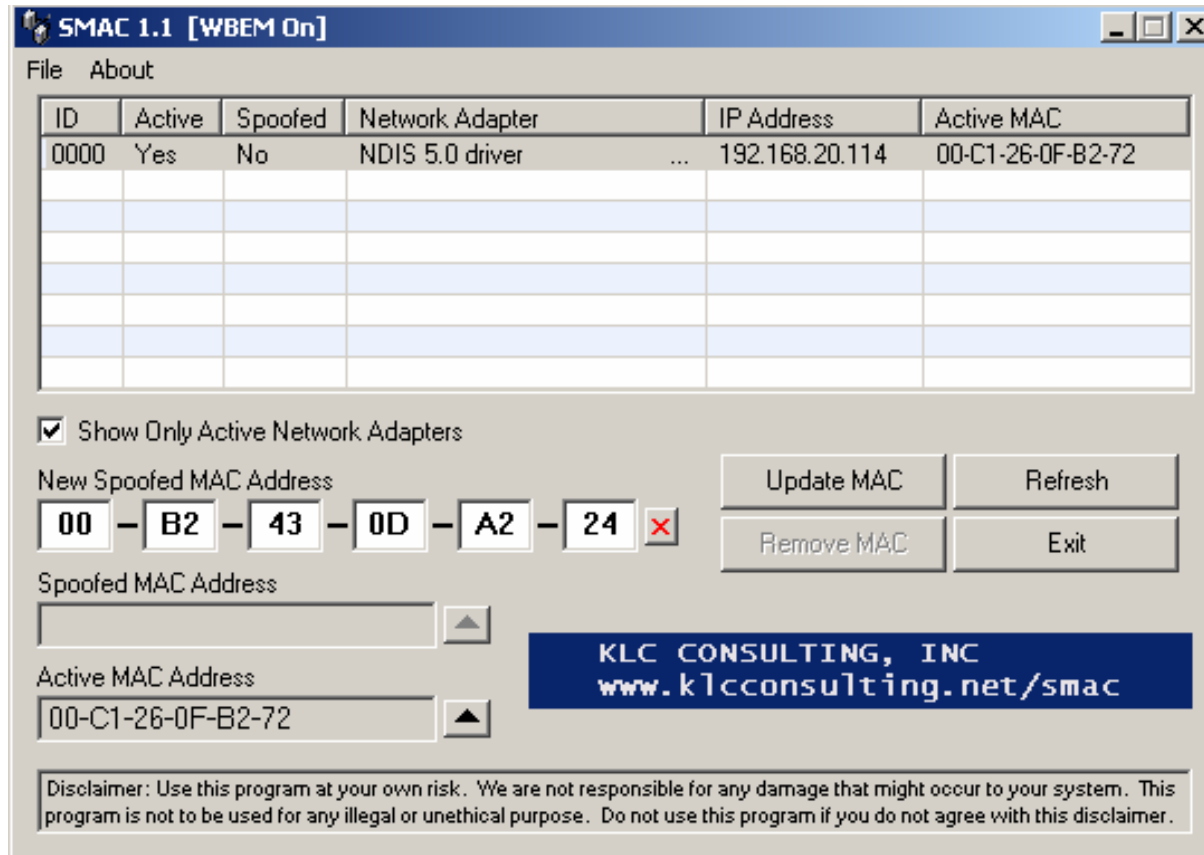 SMAC 1.1 [WBEM On]
File About
ID Active Spoofed Network Adapter IP Address Active MAC
0000 Yes No NDIS 5.0 driver ... 192.168.20.114 00-C1-26-0F-B2-72
Show Only Active Network Adapters
New Spoofed MAC Address
00 - B2 - 43 - 0D - A2 - 24
Update MAC Refresh
Remove MAC Exit
Spoofed MAC Address
KLC CONSULTING, INC
www.klcconsulting.net/smac
Active MAC Address
00-C1-26-0F-B2-72
Disclaimer: Use this program at your own risk. We are not responsible for any damage that might occur to your system. This
program is not to be used for any illegal or unethical purpose. Do not use this program if you do not agree with this disclaimer.